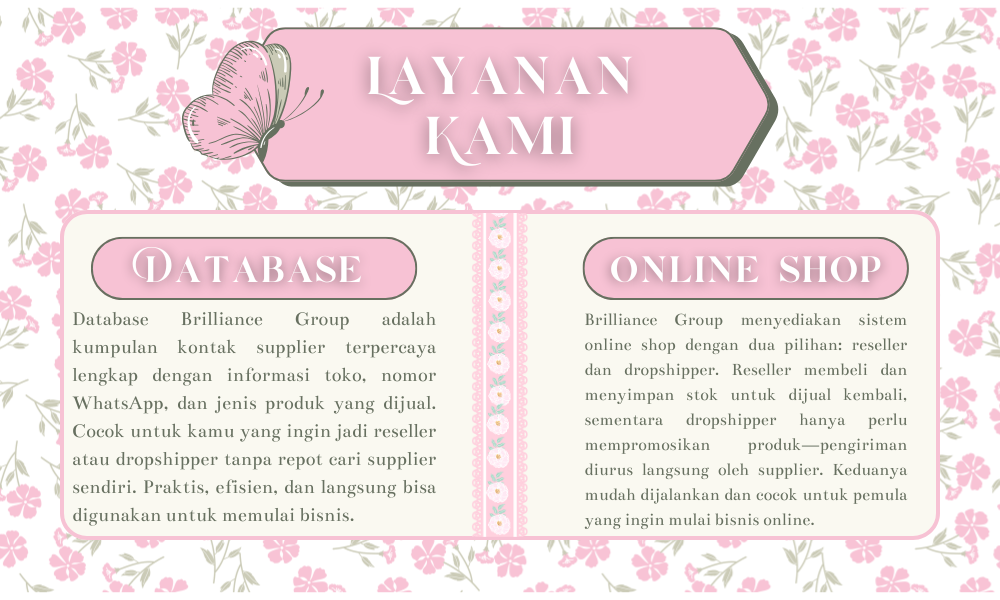 LAYANAN
KAMI
DATABASE
Database Brilliance Group adalah
kumpulan kontak supplier terpercaya
lengkap dengan informasi toko, nomor
WhatsApp, dan jenis produk yang dijual.
Cocok untuk kamu yang ingin jadi reseller
atau dropshipper tanpa repot cari supplier
sendiri. Praktis, efisien, dan langsung bisa
digunakan untuk memulai bisnis.
ONLINE SHOP
Brilliance Group menyediakan sistem
online shop dengan dua pilihan: reseller
dan dropshipper. Reseller membeli dan
menyimpan stok untuk dijual kembali,
sementara dropshipper hanya perlu
mempromosikan produk—pengiriman
diurus langsung oleh supplier. Keduanya
mudah dijalankan dan cocok untuk pemula
yang ingin mulai bisnis online.